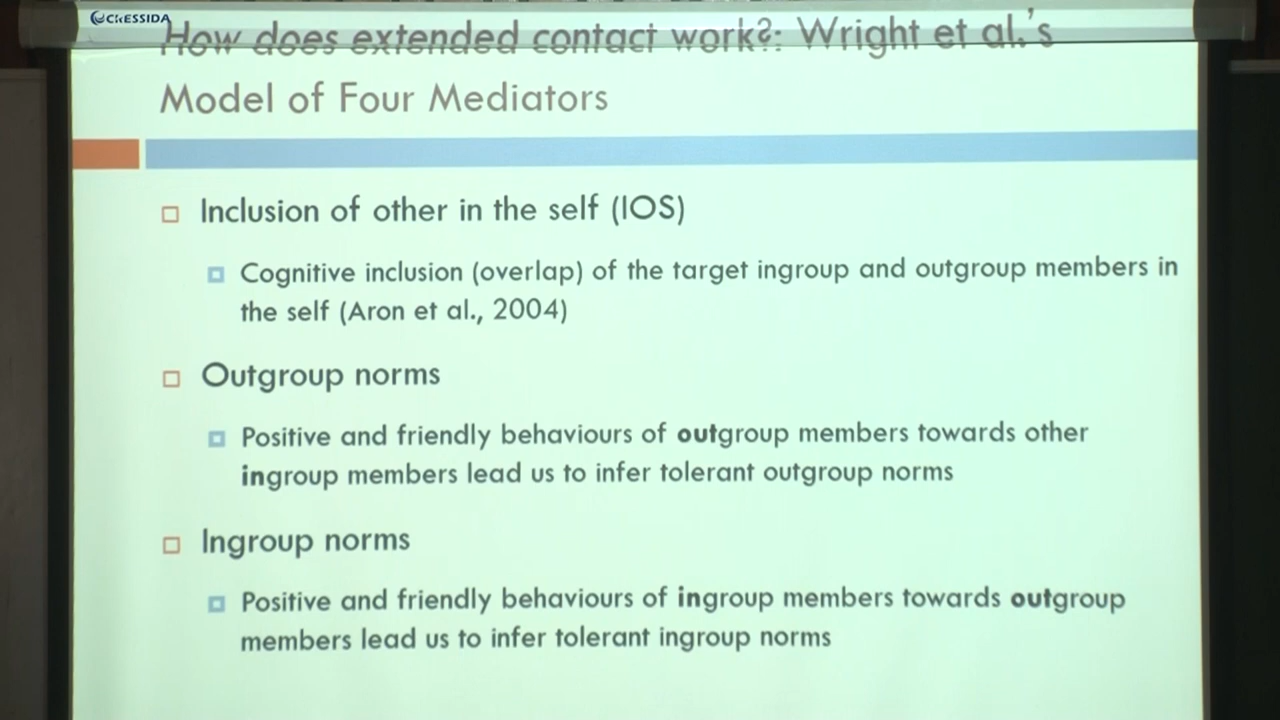 CRESSIDA
How does extended contact work?: Wright et al.'s
Model of Four Mediators
Inclusion of other in the self (IOS)
Cognitive inclusion (overlap) of the target ingroup and outgroup members in
the self (Aron et al., 2004)
Outgroup norms
Positive and friendly behaviours of outgroup members towards other
ingroup members lead us to infer tolerant outgroup norms
Ingroup norms
Positive and friendly behaviours of ingroup members towards outgroup
members lead us to infer tolerant ingroup norms